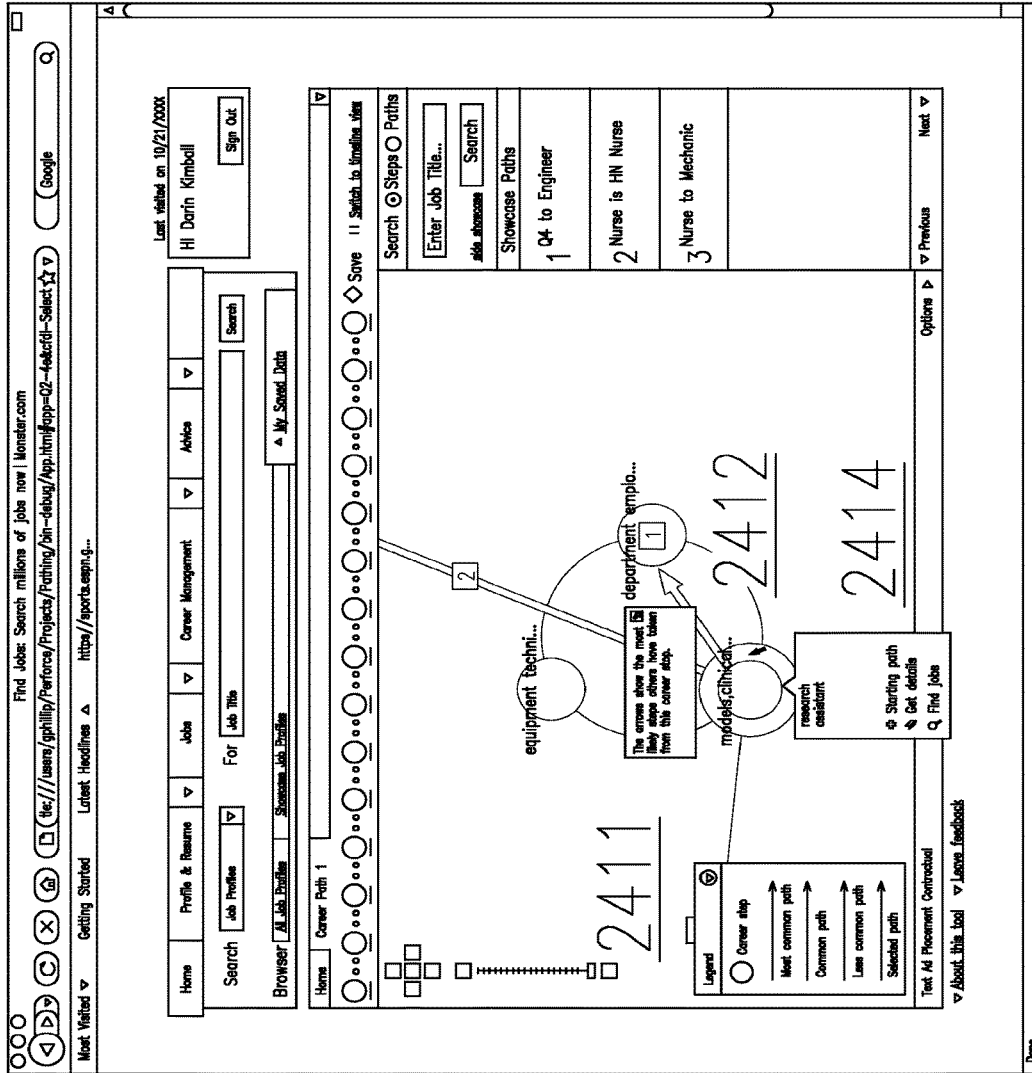 Find Jobs: Search millions of jobs now | Monster.com
file:///users/gphillip/Perforce/Projects/Pathing/bin-debug/App.html#app=Q2-4e&cfdl-Select
Google
Most Visited
Getting Started
Latest Headlines
https//sports.espn.g...
Last visited on 10/21/XXXX
Home
Profile & Resume
Jobs
Career Management
Advice
Hi Darin Kimball
Sign Out
Search
Job Profiles
For
Job Title
Search
Browser
All Job Profiles
Showcase Job Profiles
My Saved Data
Home
Career Path 1
Save
Switch to timeline view
Search Steps Paths
Enter Job Title...
Search
Showcase Paths
1 Q4 to Engineer
2 Nurse is HN Nurse
3 Nurse to Mechanic
2
equipment techni...
department emplo...
1
The arrows show the most
likely steps others have taken
from this career stop.
models,clinical...
research
assistant
Starting path
Get details
Find jobs
2411
2412
2414
Legend
Career step
Most common path
Common path
Less common path
Selected path
Options
Text Ad Placement Contractual
Previous
Next
About this tool
Leave feedback